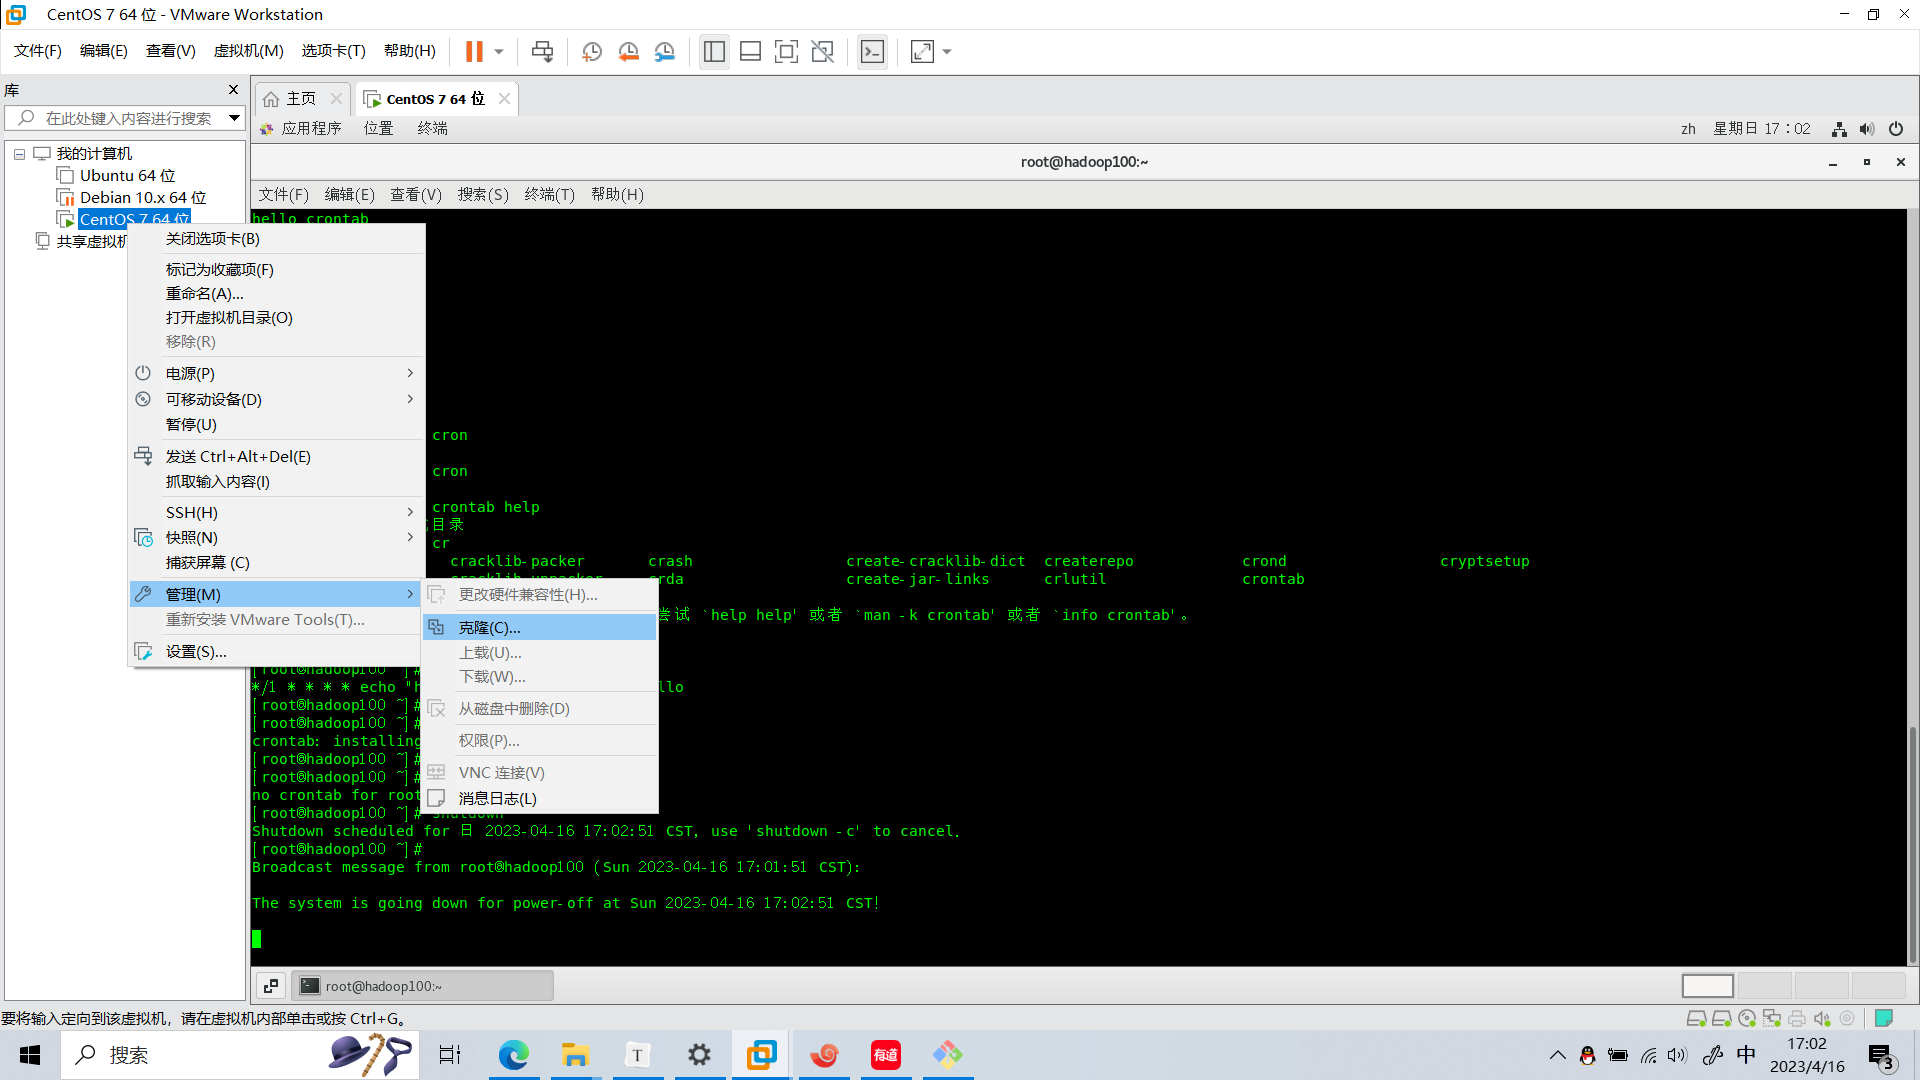 CentOS 7 64 位 - VMware Workstation
文件(F) 编辑(E) 查看(V) 虚拟机(M) 选项卡(T) 帮助(H)
库
在此处键入内容进行搜索
我的计算机
Ubuntu 64 位
Debian 10.x 64 位
CentOS 7 64 位
共享虚拟机
主页
CentOS 7 64 位
应用程序 位置 终端
zh 星期日 17：02
root@hadoop100:~
文件(F) 编辑(E) 查看(V) 搜索(S) 终端(T) 帮助(H)
hello crontab
关闭选项卡(B)
标记为收藏项(F)
重命名(A)...
打开虚拟机目录(O)
移除(R)
电源(P)
可移动设备(D)
暂停(U)
发送 Ctrl+Alt+Del(E)
抓取输入内容(I)
SSH(H)
快照(N)
捕获屏幕 (C)
管理(M)
重新安装 VMware Tools(T)...
设置(S)...
更改硬件兼容性(H)...
克隆(C)...
上载(U)...
下载(W)...
从磁盘中删除(D)
权限(P)...
VNC 连接(V)
消息日志(L)
cron
cron
crontab help
目录
cr
cracklib-packer crash create-cracklib-dict createrepo crond cryptsetup
cracklib-unpacker crda create-jar-links crlutil crontab
尝试 `help help' 或者 `man -k crontab' 或者 `info crontab'。
[root@hadoop100 ~]#
*/1 * * * * echo "h llo
[root@hadoop100 ~]#
[root@hadoop100 ~]#
crontab: installing
[root@hadoop100 ~]#
[root@hadoop100 ~]#
no crontab for root
[root@hadoop100 ~]# shutdown
Shutdown scheduled for 日 2023-04-16 17:02:51 CST, use 'shutdown -c' to cancel.
[root@hadoop100 ~]#
Broadcast message from root@hadoop100 (Sun 2023-04-16 17:01:51 CST):
The system is going down for power-off at Sun 2023-04-16 17:02:51 CST!
root@hadoop100:~
要将输入定向到该虚拟机，请在虚拟机内部单击或按 Ctrl+G。
搜索
T
有道
中
17:02
2023/4/16
3